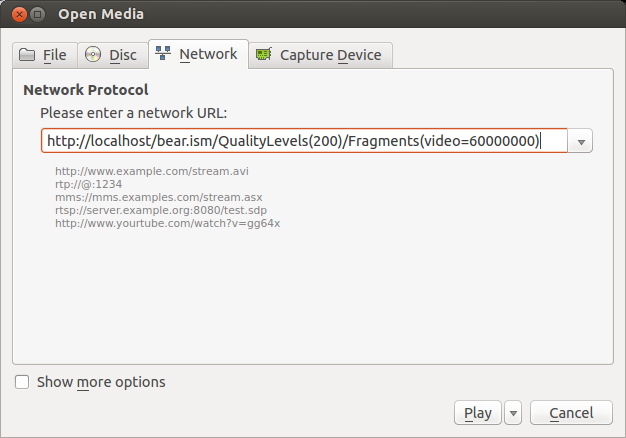 Open Media
File Disc Network Capture Device
Network Protocol
Please enter a network URL:
http://localhost/bear.ism/QualityLevels(200)/Fragments(video=60000000)
http://www.example.com/stream.avi
rtp://@:1234
mms://mms.examples.com/stream.asx
rtsp://server.example.org:8080/test.sdp
http://www.yourtube.com/watch?v=gg64x
Show more options
Play Cancel